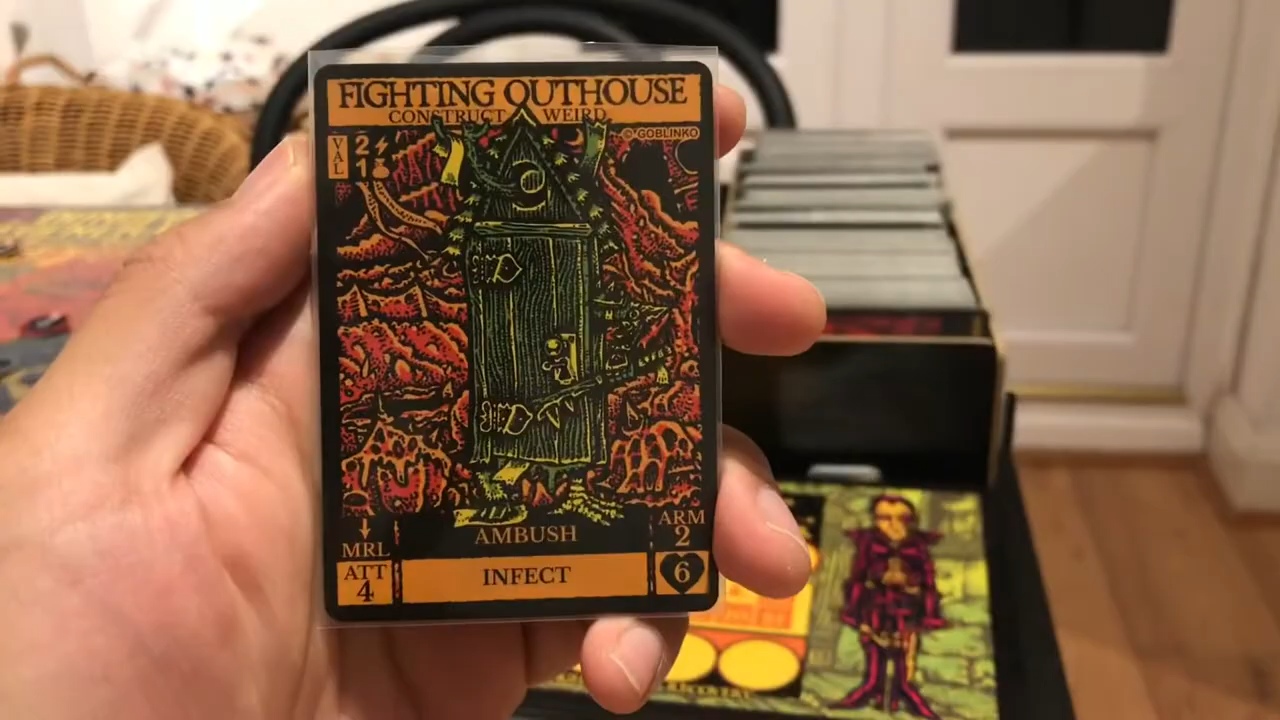 FIGHTING OUTHOUSE
CONSTRUCT WEIRD
© GOBLINKO
VAL 2
1
AMBUSH
MRL
ARM
2
ATT
4
INFECT
6